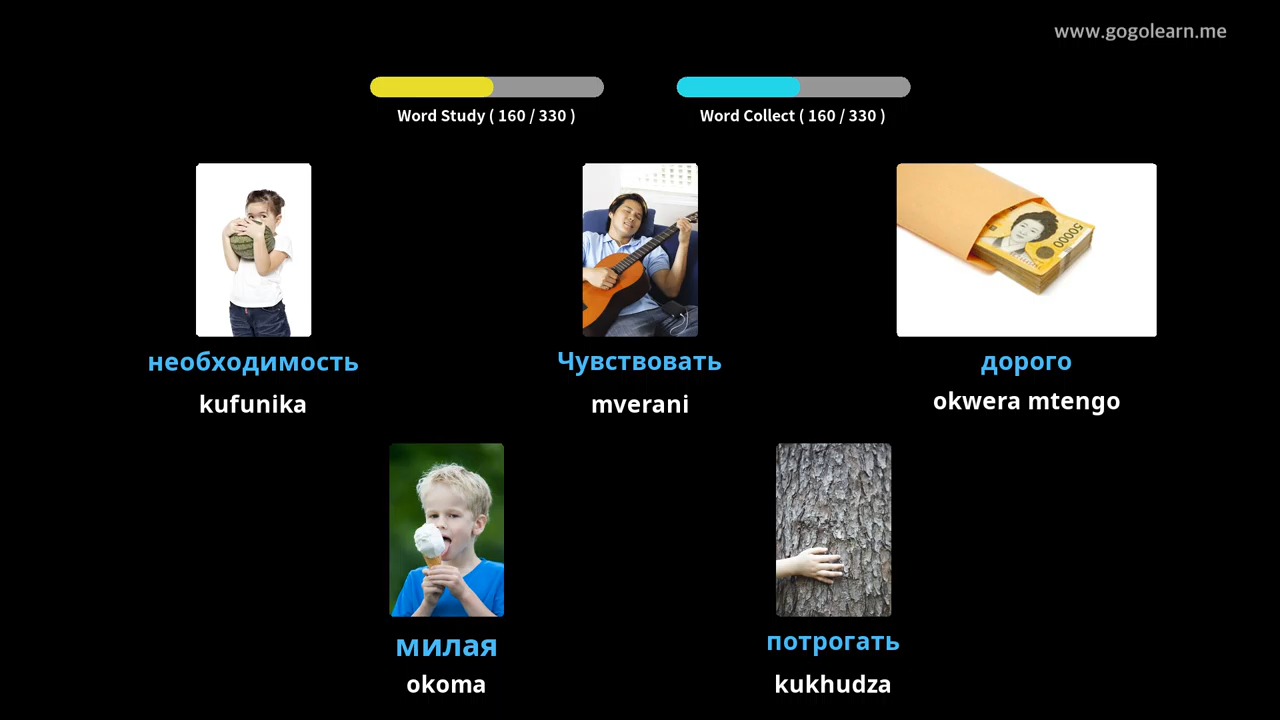 www.gogolearn.me
Word Study ( 160 / 330 )
Word Collect ( 160 / 330 )
50000
необходимость
Чувствовать
дорого
kufunika
mverani
okwera mtengo
милая
потрогать
okoma
kukhudza